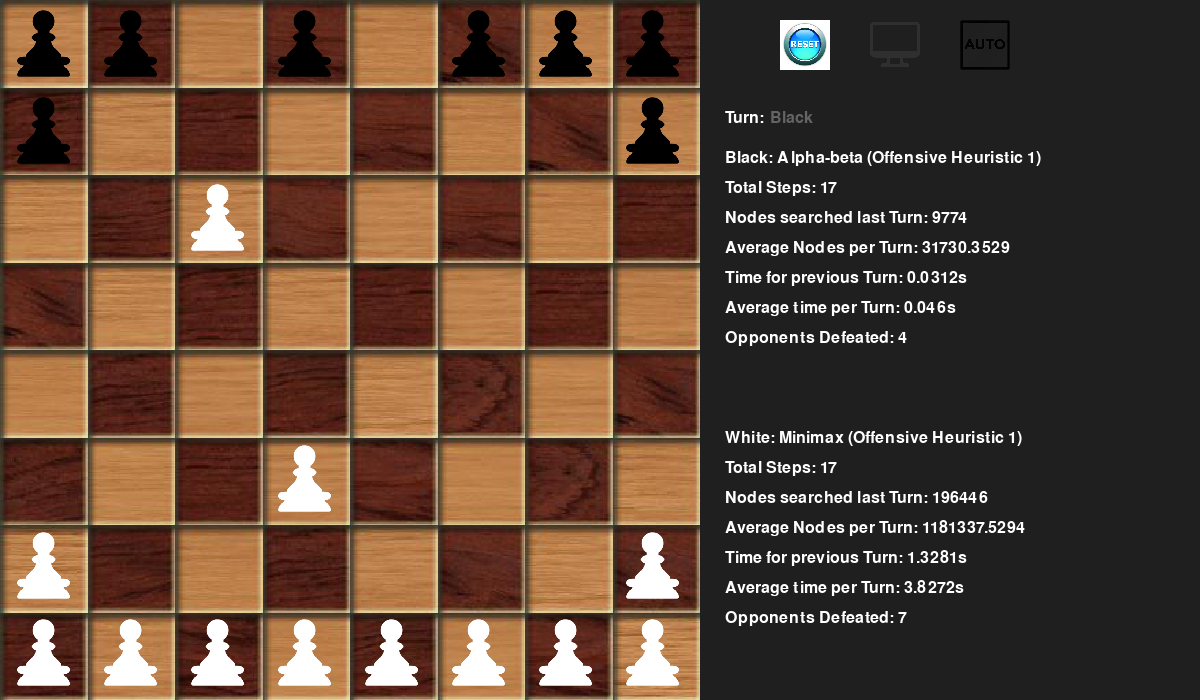 RESET
AUTO
Turn: Black
Black: Alpha-beta (Offensive Heuristic 1)
Total Steps: 17
Nodes searched last Turn: 9774
Average Nodes per Turn: 31730.3529
Time for previous Turn: 0.0312s
Average time per Turn: 0.046s
Opponents Defeated: 4
White: Minimax (Offensive Heuristic 1)
Total Steps: 17
Nodes searched last Turn: 196446
Average Nodes per Turn: 1181337.5294
Time for previous Turn: 1.3281s
Average time per Turn: 3.8272s
Opponents Defeated: 7